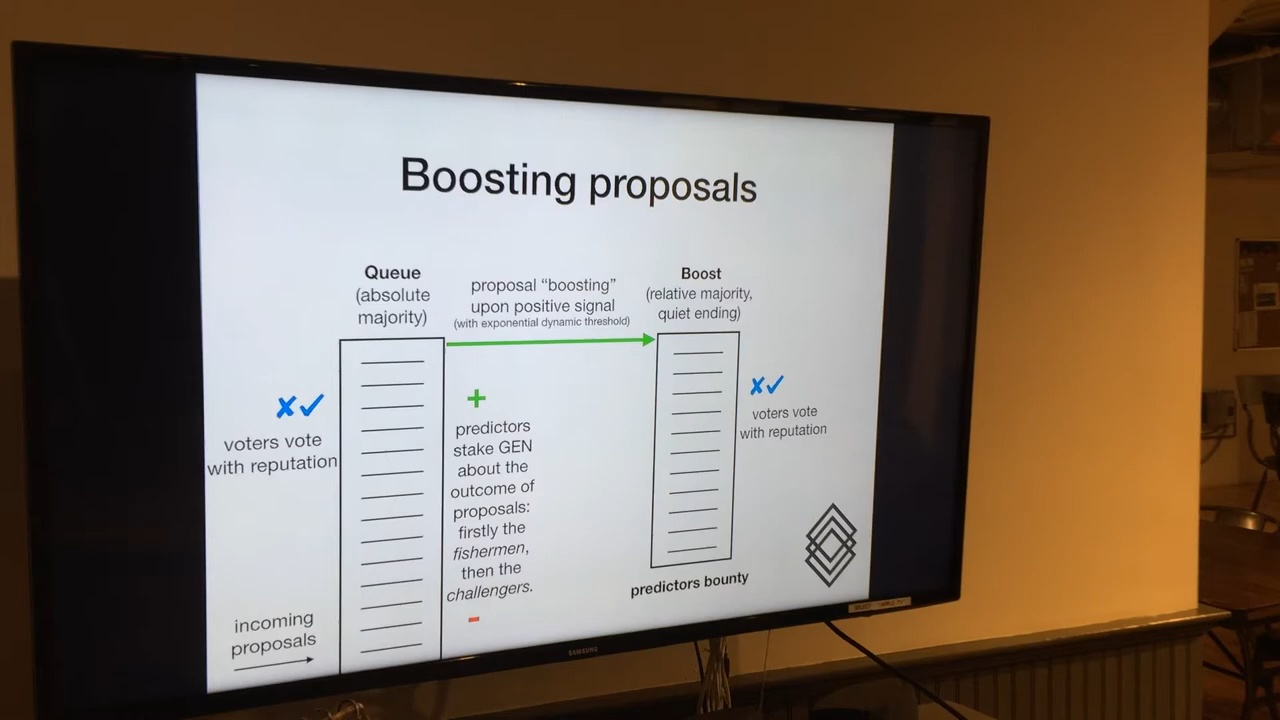 Boosting proposals
Queue
(absolute
majority)
proposal “boosting”
upon positive signal
(with exponential dynamic threshold)
Boost
(relative majority,
quiet ending)
voters vote
with reputation
+
predictors
stake GEN
about the
outcome of
proposals:
firstly the
fishermen,
then the
challengers.
-
voters vote
with reputation
predictors bounty
incoming
proposals
SAMSUNG